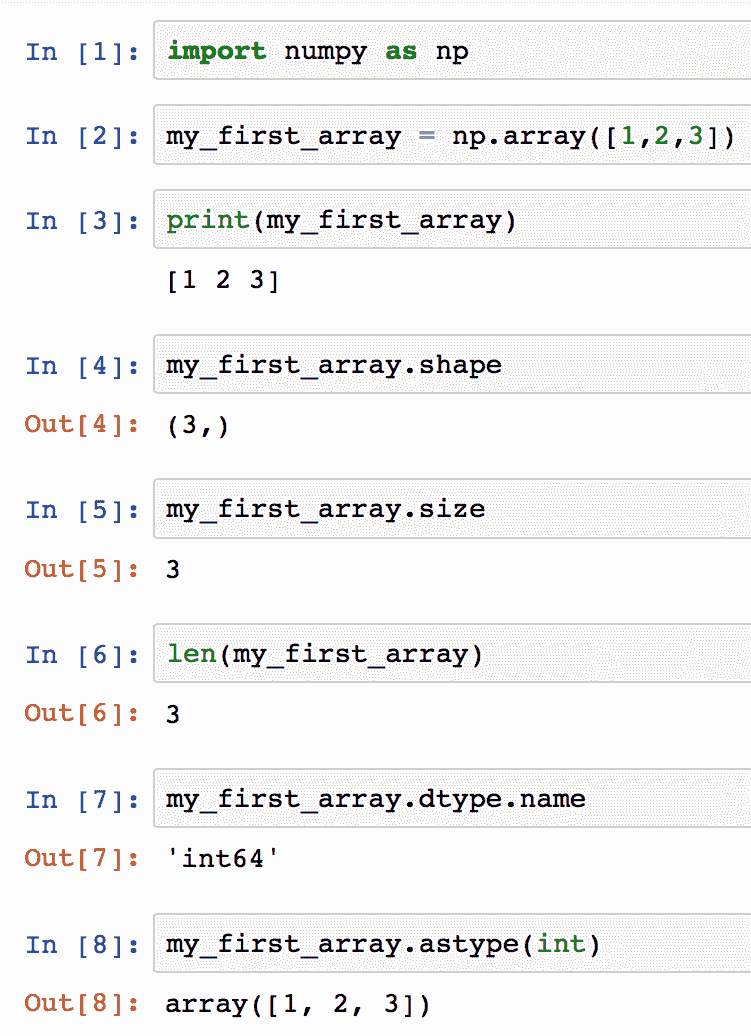 In [1]: import numpy as np
In [2]: my_first_array = np.array([1,2,3])
In [3]: print(my_first_array)
[1 2 3]
In [4]: my_first_array.shape
Out[4]: (3,)
In [5]: my_first_array.size
Out[5]: 3
In [6]: len(my_first_array)
Out[6]: 3
In [7]: my_first_array.dtype.name
Out[7]: 'int64'
In [8]: my_first_array.astype(int)
Out[8]: array([1, 2, 3])